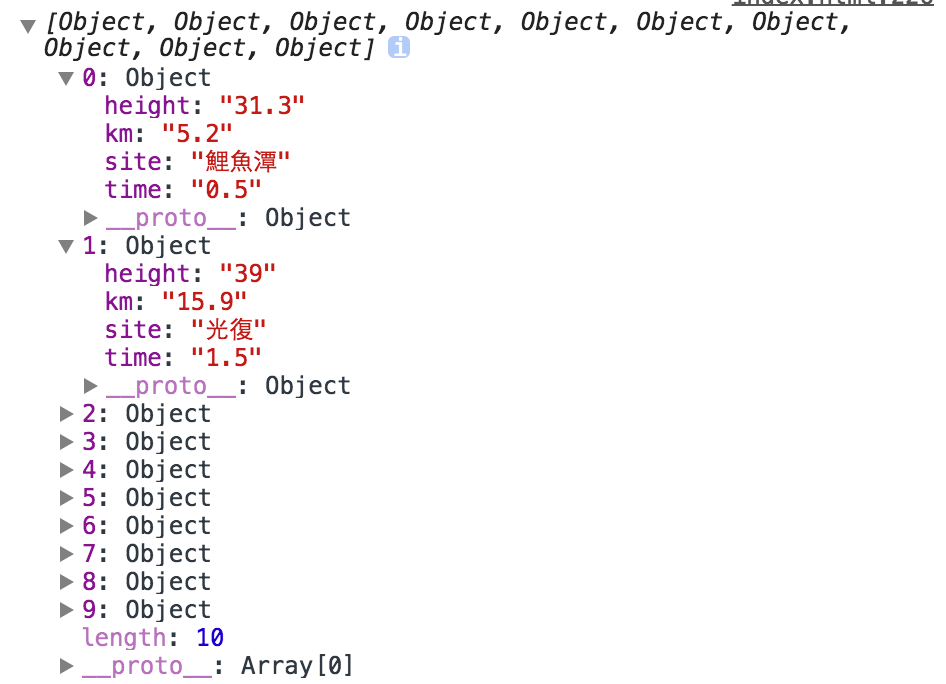 [Object, Object, Object, Object, Object, Object, Object,
Object, Object, Object]
0: Object
height: "31.3"
km: "5.2"
site: "鯉魚潭"
time: "0.5"
__proto__: Object
1: Object
height: "39"
km: "15.9"
site: "光復"
time: "1.5"
__proto__: Object
2: Object
3: Object
4: Object
5: Object
6: Object
7: Object
8: Object
9: Object
length: 10
__proto__: Array[0]